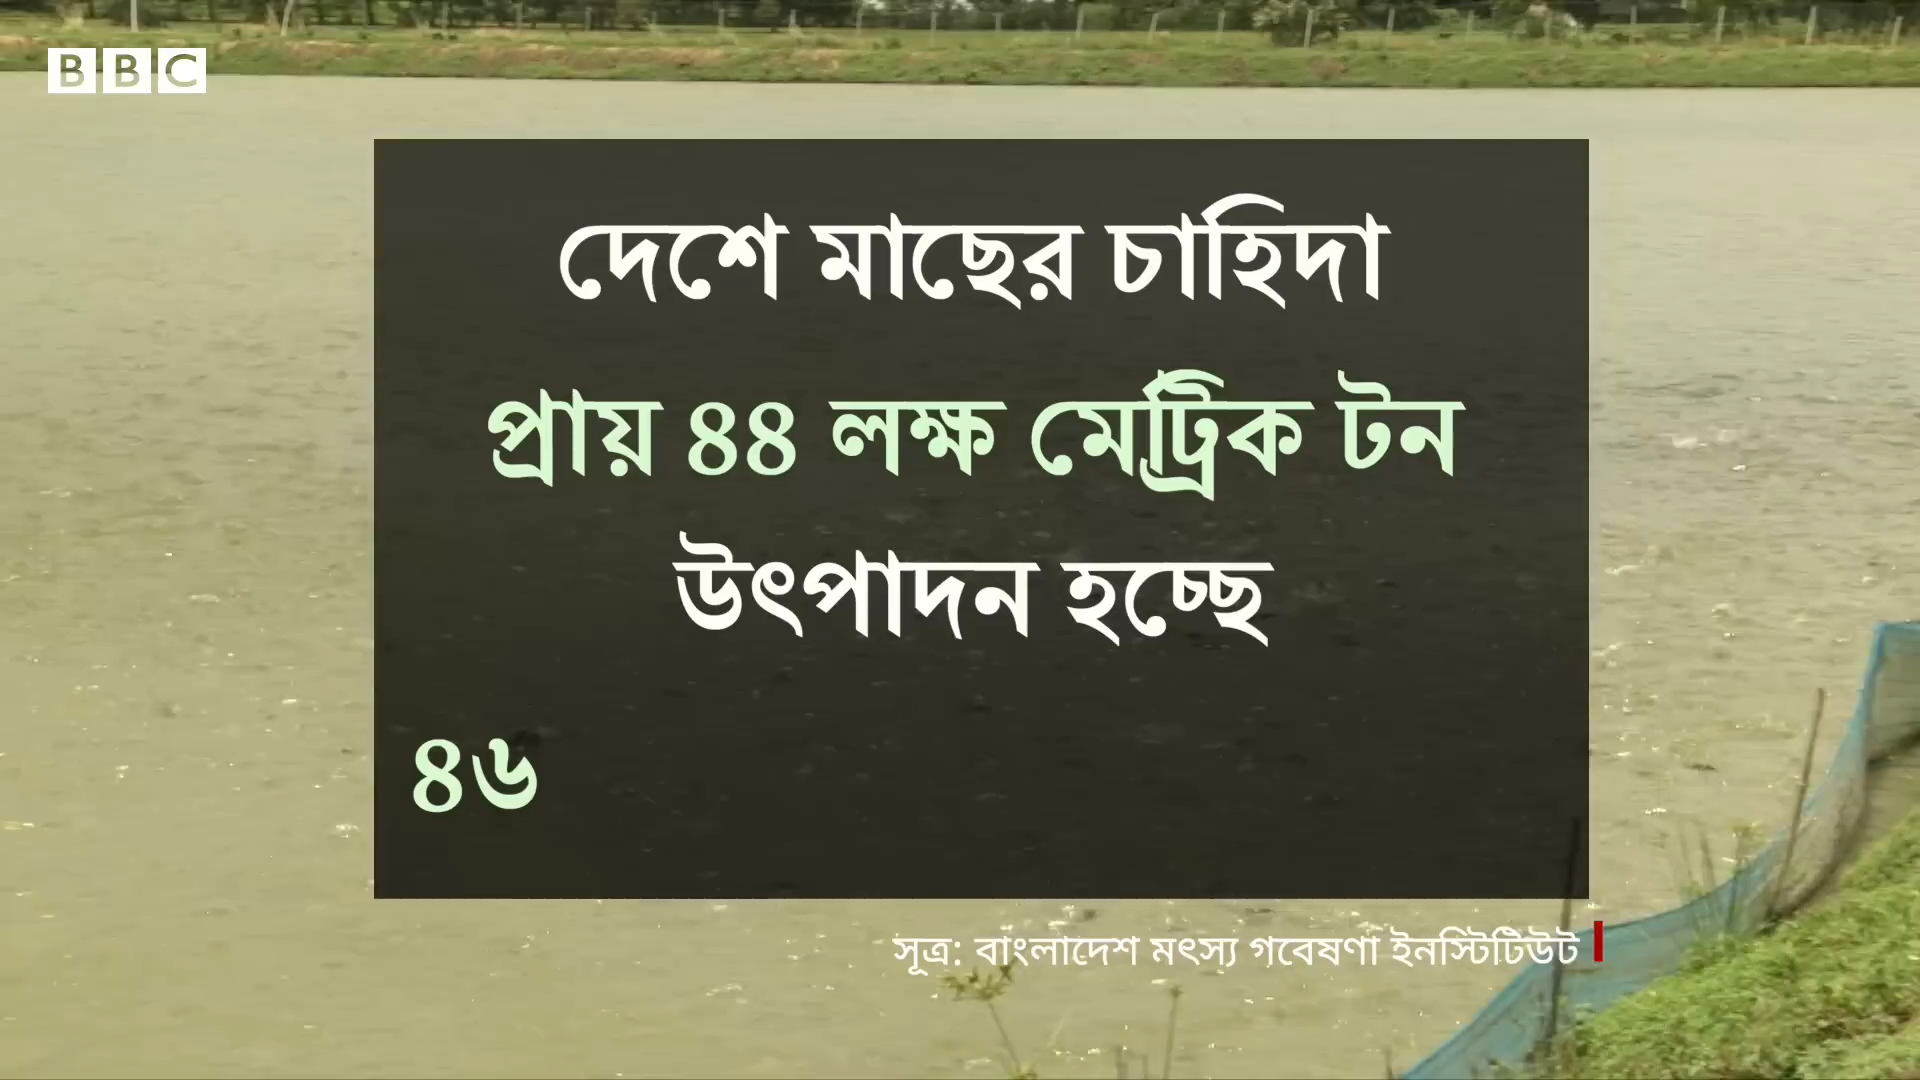 BBC
দেশে মাছের চাহিদা
প্রায় ৪৪ লক্ষ মেট্রিক টন
উৎপাদন হচ্ছে
৪৬
সূত্র: বাংলাদেশ মৎস্য গবেষণা ইনস্টিটিউট